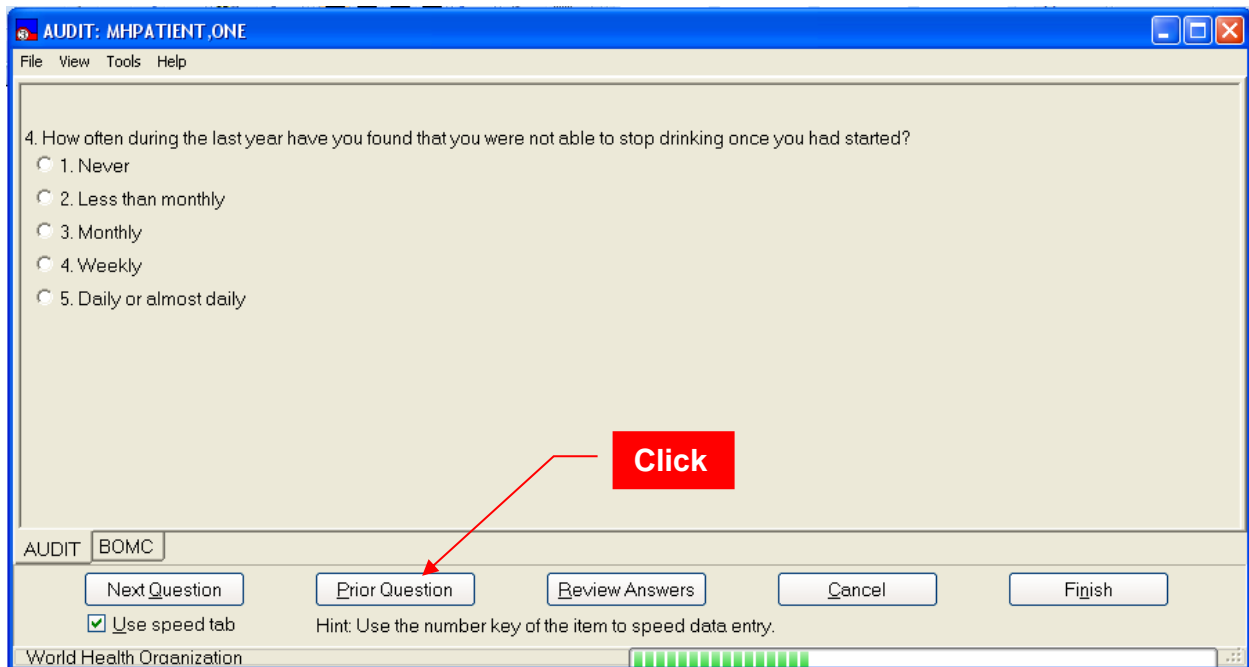 AUDIT: MHPATIENT,ONE
File View Tools Help
4. How often during the last year have you found that you were not able to stop drinking once you had started?
1. Never
2. Less than monthly
3. Monthly
4. Weekly
5. Daily or almost daily
Click
AUDIT BOMC
Next Question Prior Question Review Answers Cancel Finish
Use speed tab Hint: Use the number key of the item to speed data entry.
World Health Organization